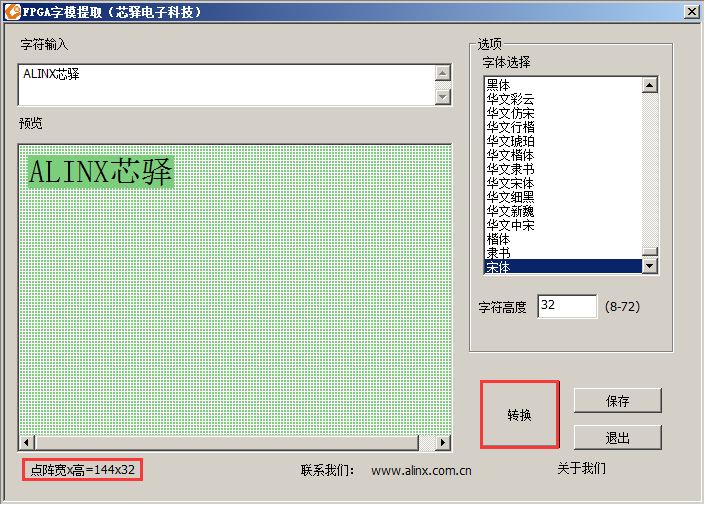 FPGA字模提取（芯驿电子科技）
字符输入
ALINX芯驿
预览
ALINX芯驿
选项
字体选择
黑体
华文彩云
华文仿宋
华文行楷
华文琥珀
华文楷体
华文隶书
华文宋体
华文细黑
华文新魏
华文中宋
楷体
隶书
宋体
字符高度 32 (8-72)
转换
保存
退出
点阵宽x高=144x32
联系我们： www.alinx.com.cn
关于我们